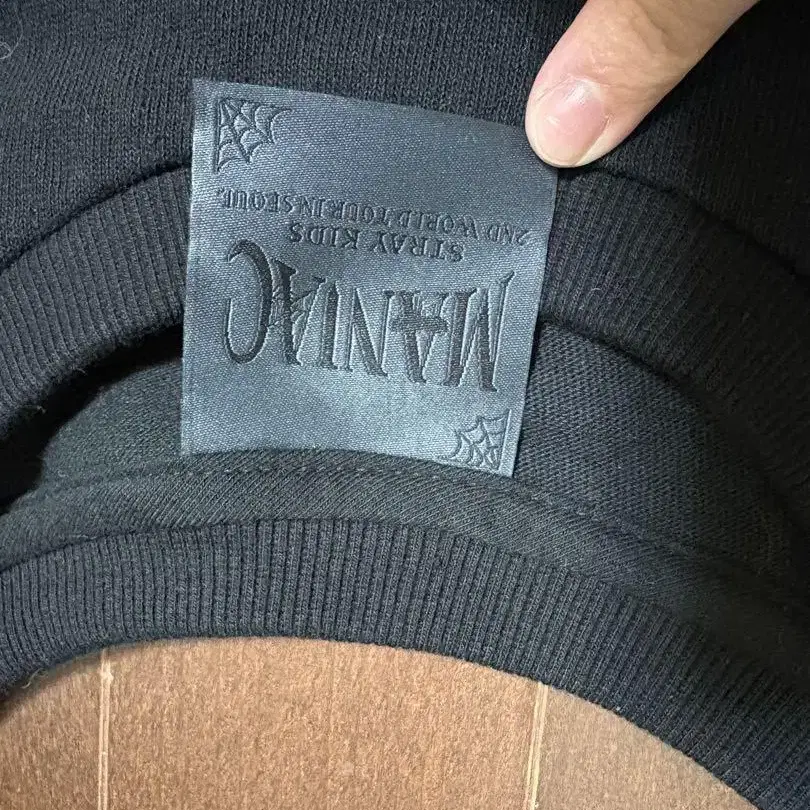 MANIAC
STRAY KIDS
2ND WORLD TOUR IN SEOUL